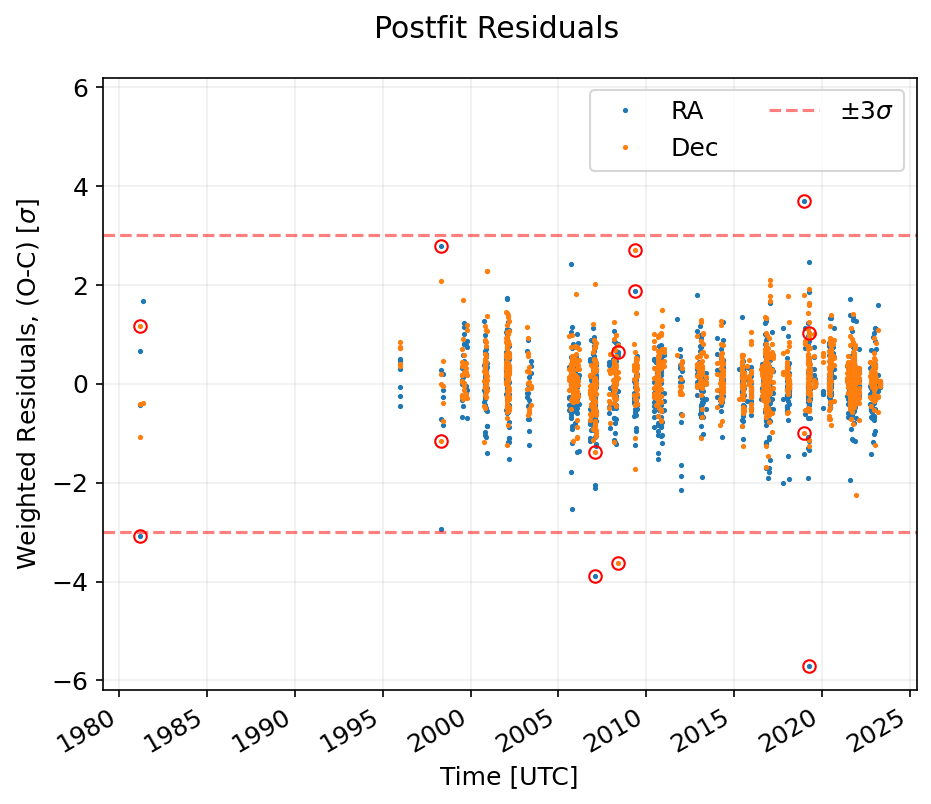 Postfit Residuals
Weighted Residuals, (O-C) [σ]
6
4
2
0
−2
−4
−6
RA
Dec
±3σ
1980
1985
1990
1995
2000
2005
2010
2015
2020
2025
Time [UTC]